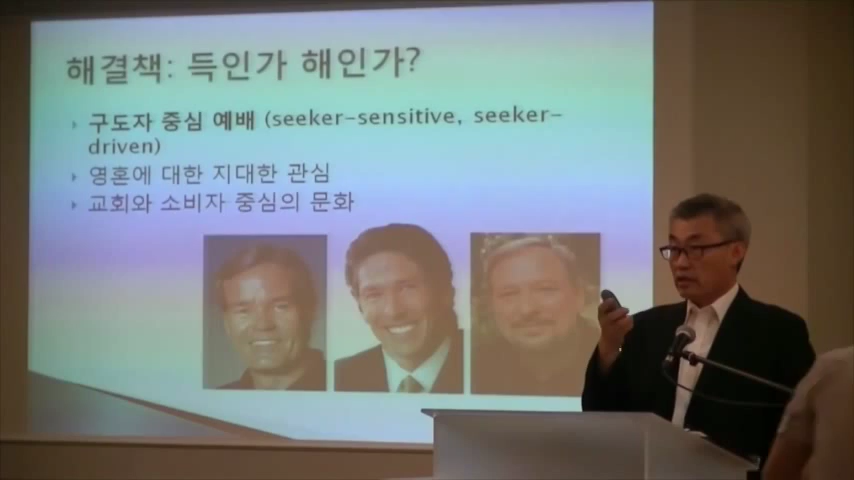 해결책: 득인가 해인가?
구도자 중심 예배 (seeker-sensitive, seeker-
driven)
영혼에 대한 지대한 관심
교회와 소비자 중심의 문화